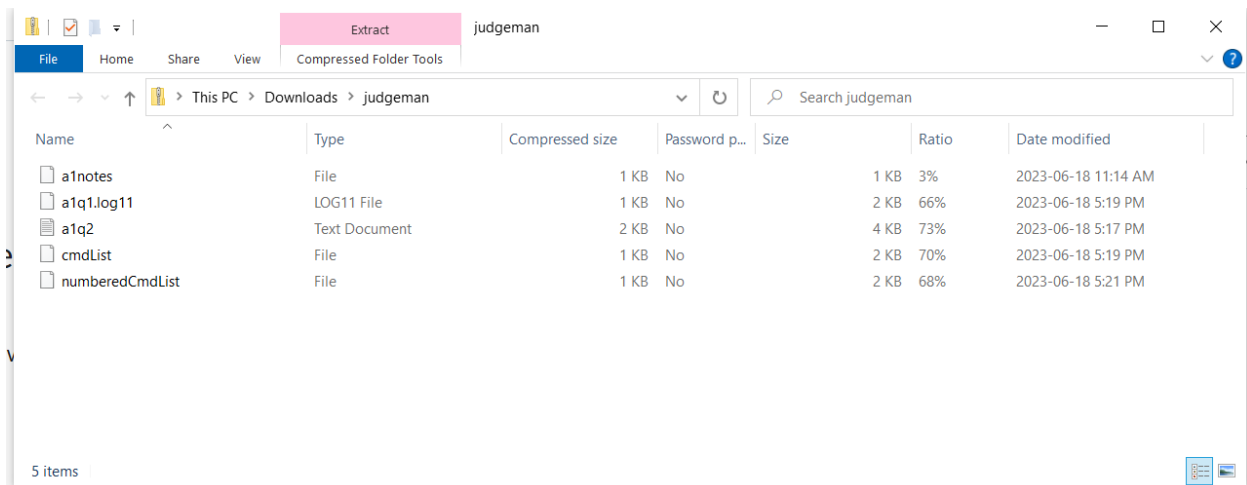 Extract judgeman
File Home Share View Compressed Folder Tools ?
This PC > Downloads > judgeman Search judgeman
Name Type Compressed size Password p... Size Ratio Date modified
a1notes File 1 KB No 1 KB 3% 2023-06-18 11:14 AM
a1q1.log11 LOG11 File 1 KB No 2 KB 66% 2023-06-18 5:19 PM
a1q2 Text Document 2 KB No 4 KB 73% 2023-06-18 5:17 PM
cmdList File 1 KB No 2 KB 70% 2023-06-18 5:19 PM
numberedCmdList File 1 KB No 2 KB 68% 2023-06-18 5:21 PM
5 items